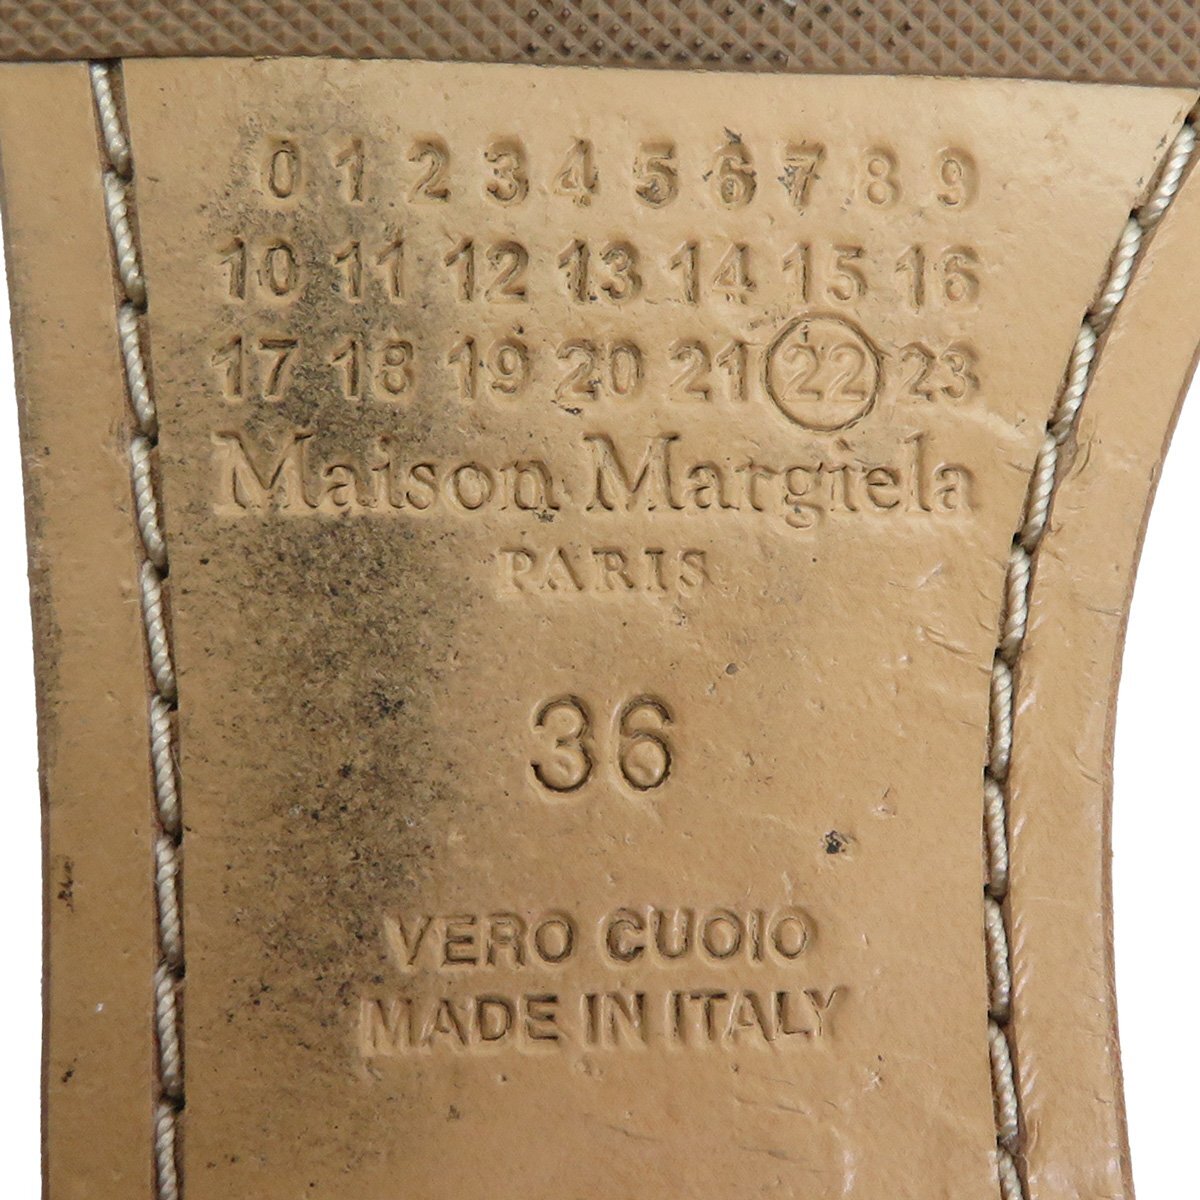 0 1 2 3 4 5 6 7 8 9
10 11 12 13 14 15 16
17 18 19 20 21 22 23
Maison Margiela
PARIS
36
VERO CUOIO
MADE IN ITALY